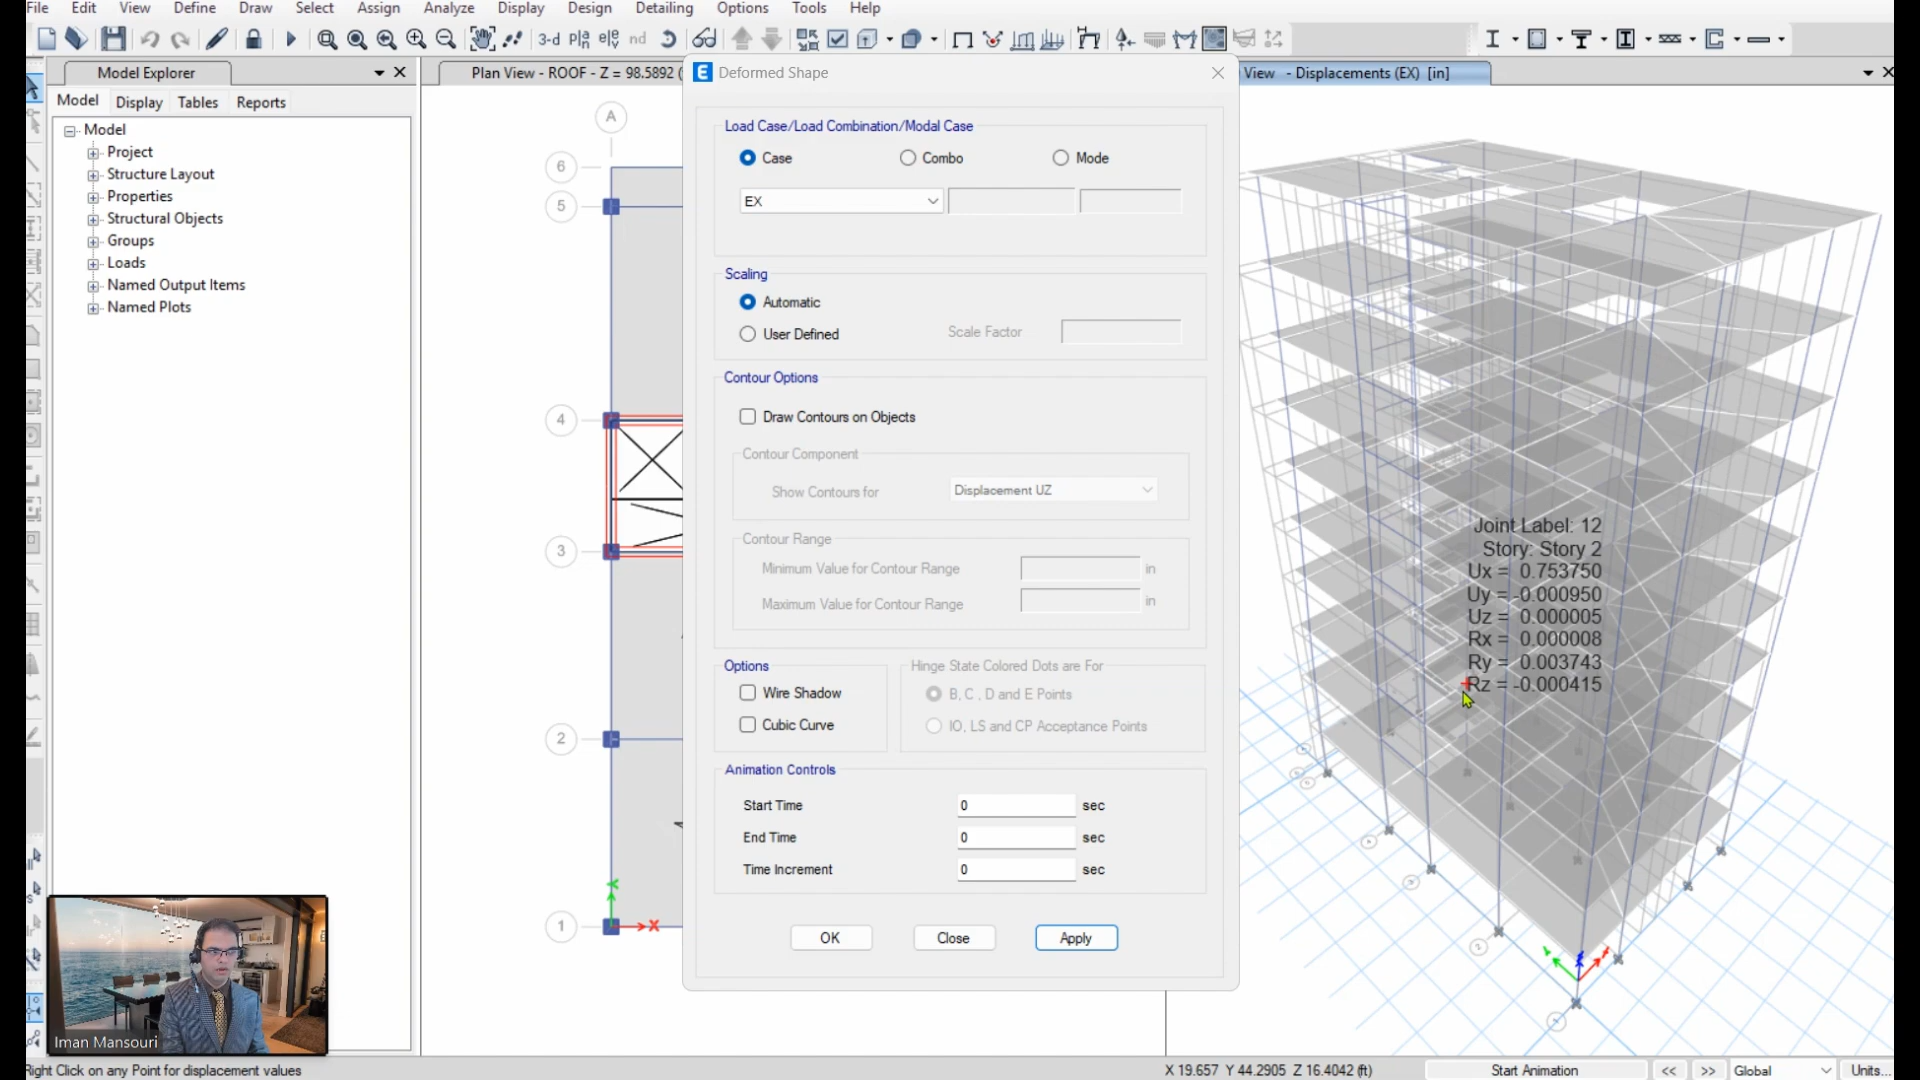 File Edit View Define Draw Select Assign Analyze Display Design Detailing Options Tools Help
3-d pla ele nd
Model Explorer
Plan View - ROOF - Z = 98.5892 (
Deformed Shape
View - Displacements (EX) [in]
Model Display Tables Reports
Model
Project
Structure Layout
Properties
Structural Objects
Groups
Loads
Named Output Items
Named Plots
A
6
5
4
3
2
1
X
Load Case/Load Combination/Modal Case
Case Combo Mode
EX
Scaling
Automatic
User Defined Scale Factor
Contour Options
Draw Contours on Objects
Contour Component
Show Contours for Displacement UZ
Contour Range
Minimum Value for Contour Range in
Maximum Value for Contour Range in
Options
Wire Shadow
Cubic Curve
Hinge State Colored Dots are For
B, C , D and E Points
IO, LS and CP Acceptance Points
Animation Controls
Start Time 0 sec
End Time 0 sec
Time Increment 0 sec
OK Close Apply
Joint Label: 12
Story: Story 2
Ux = 0.753750
Uy = -0.000950
Uz = 0.000005
Rx = 0.000008
Ry = 0.003743
Rz = -0.000415
Iman Mansouri
Right Click on any Point for displacement values
X 19.657 Y 44.2905 Z 16.4042 (ft)
Start Animation << >> Global Units...